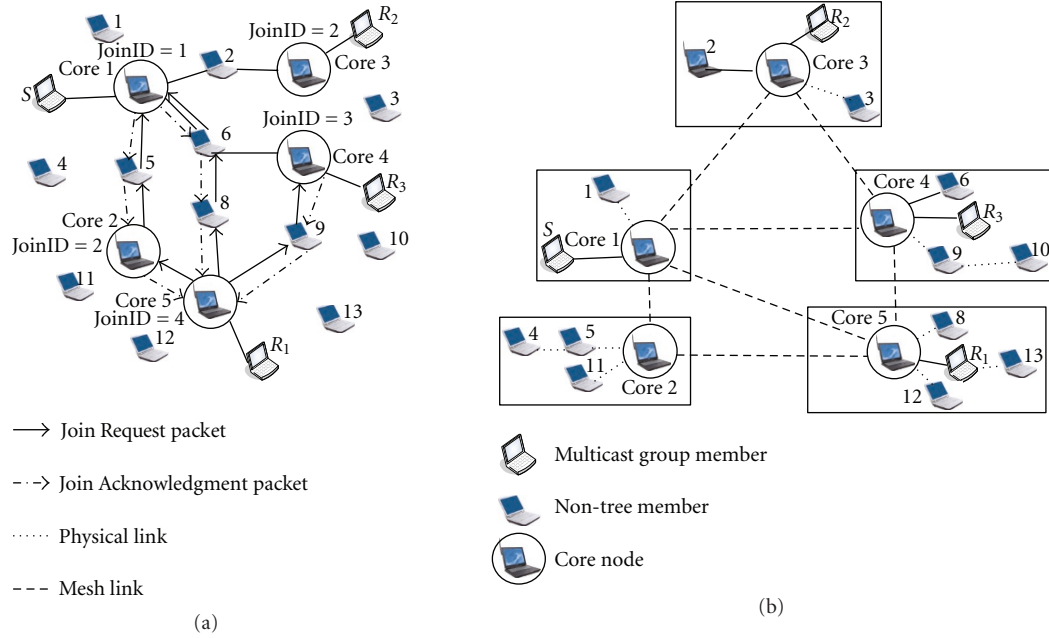 1
JoinID = 1
Core 1
S
2
JoinID = 2
R2
Core 3
3
6
JoinID = 3
Core 4
R3
4
5
8
9
10
Core 2
JoinID = 2
11
Core 5
JoinID = 4
12
13
R1
Join Request packet
Join Acknowledgment packet
Physical link
Mesh link
(a)
R2
2
Core 3
3
1
S
Core 1
6
Core 4
R3
9
10
4
5
11
Core 2
Core 5
8
R1
13
12
Multicast group member
Non-tree member
Core node
(b)